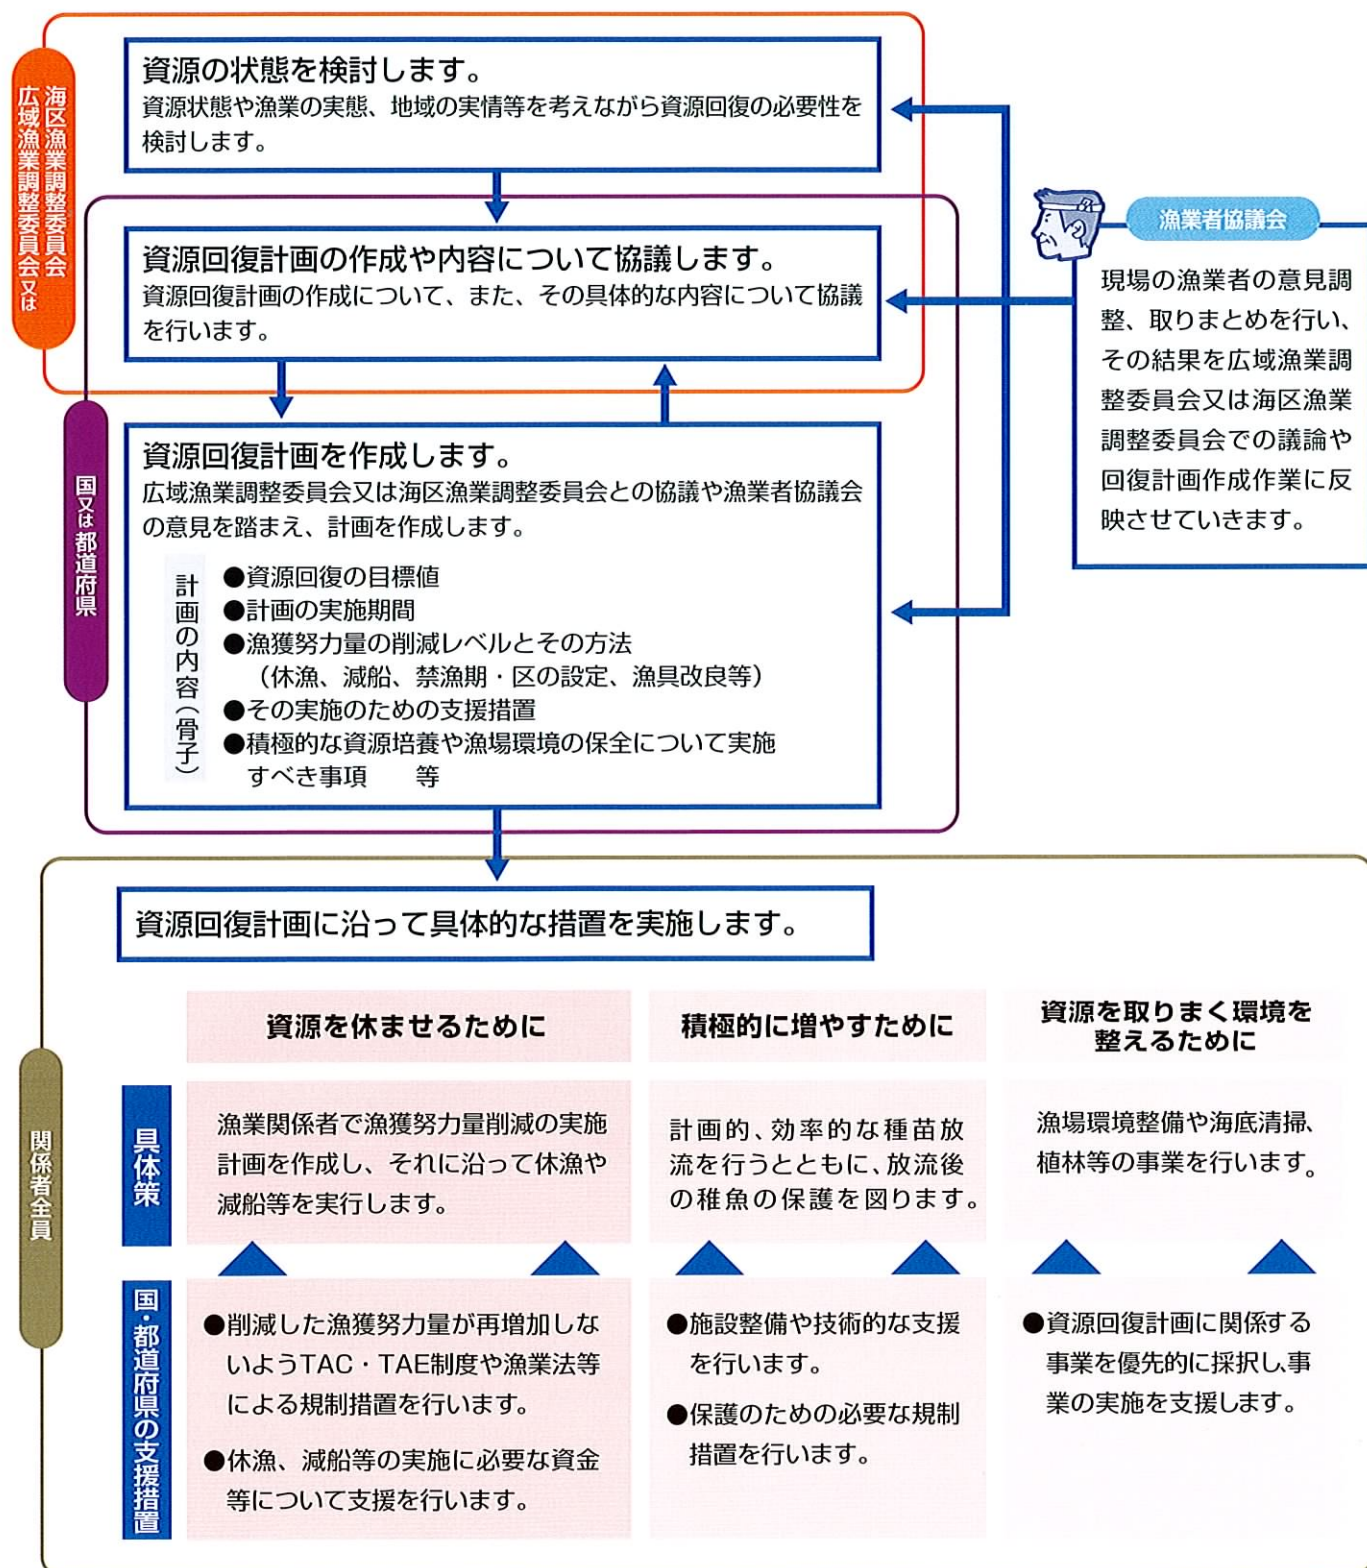 広域漁業調整委員会又は
海区漁業調整委員会
資源の状態を検討します。
資源状態や漁業の実態、地域の実情等を考えながら資源回復の必要性を
検討します。
資源回復計画の作成や内容について協議します。
資源回復計画の作成について、また、その具体的な内容について協議
を行います。
漁業者協議会
現場の漁業者の意見調
整、取りまとめを行い、
その結果を広域漁業調
整委員会又は海区漁業
調整委員会での議論や
回復計画作成作業に反
映させていきます。
国又は都道府県
資源回復計画を作成します。
広域漁業調整委員会又は海区漁業調整委員会との協議や漁業者協議会
の意見を踏まえ、計画を作成します。
計画の内容（骨子）
●資源回復の目標値
●計画の実施期間
●漁獲努力量の削減レベルとその方法
（休漁、減船、禁漁期・区の設定、漁具改良等）
●その実施のための支援措置
●積極的な資源培養や漁場環境の保全について実施
すべき事項　等
関係者全員
資源回復計画に沿って具体的な措置を実施します。
資源を休ませるために
積極的に増やすために
資源を取りまく環境を
整えるために
具体策
漁業関係者で漁獲努力量削減の実施
計画を作成し、それに沿って休漁や
減船等を実行します。
計画的、効率的な種苗放
流を行うとともに、放流後
の稚魚の保護を図ります。
漁場環境整備や海底清掃、
植林等の事業を行います。
国・都道府県の支援措置
●削減した漁獲努力量が再増加しな
いようTAC・TAE制度や漁業法等
による規制措置を行います。
●休漁、減船等の実施に必要な資金
等について支援を行います。
●施設整備や技術的な支援
を行います。
●保護のための必要な規制
措置を行います。
●資源回復計画に関係する
事業を優先的に採択し、事
業の実施を支援します。